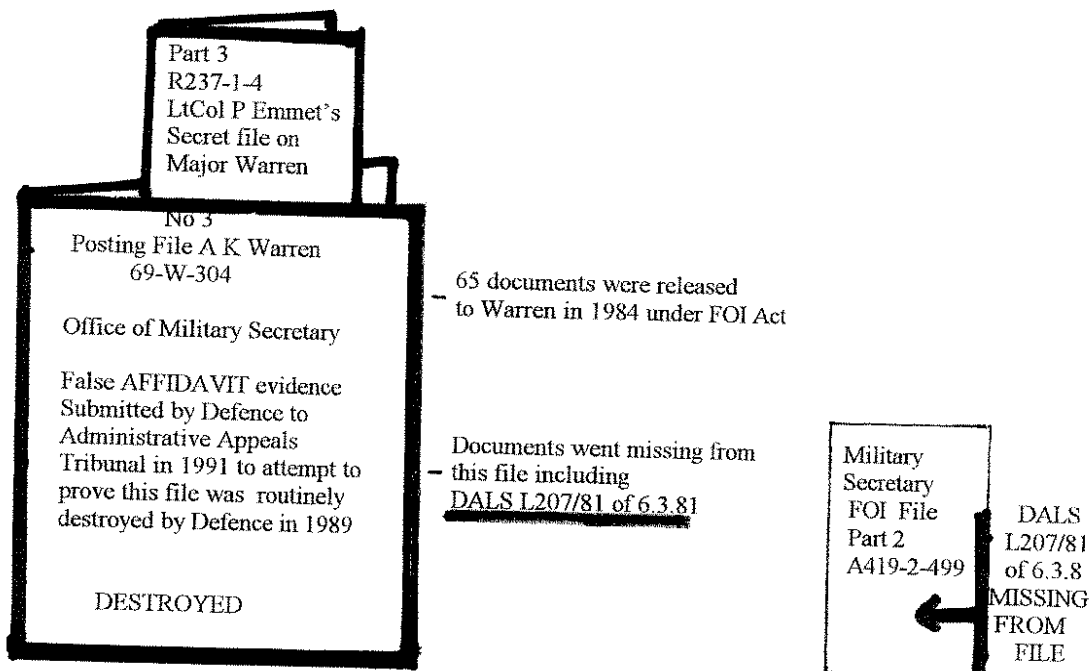 Part 3
R237-1-4
LtCol P Emmet's
Secret file on
Major Warren
No 3
Posting File A K Warren
69-W-304
Office of Military Secretary
False AFFIDAVIT evidence
Submitted by Defence to
Administrative Appeals
Tribunal in 1991 to attempt to
prove this file was routinely
destroyed by Defence in 1989
DESTROYED
65 documents were released
to Warren in 1984 under FOI Act
Documents went missing from
this file including
DALS L207/81 of 6.3.81
Military
Secretary
FOI File
Part 2
A419-2-499
DALS
L207/81
of 6.3.8
MISSING
FROM
FILE